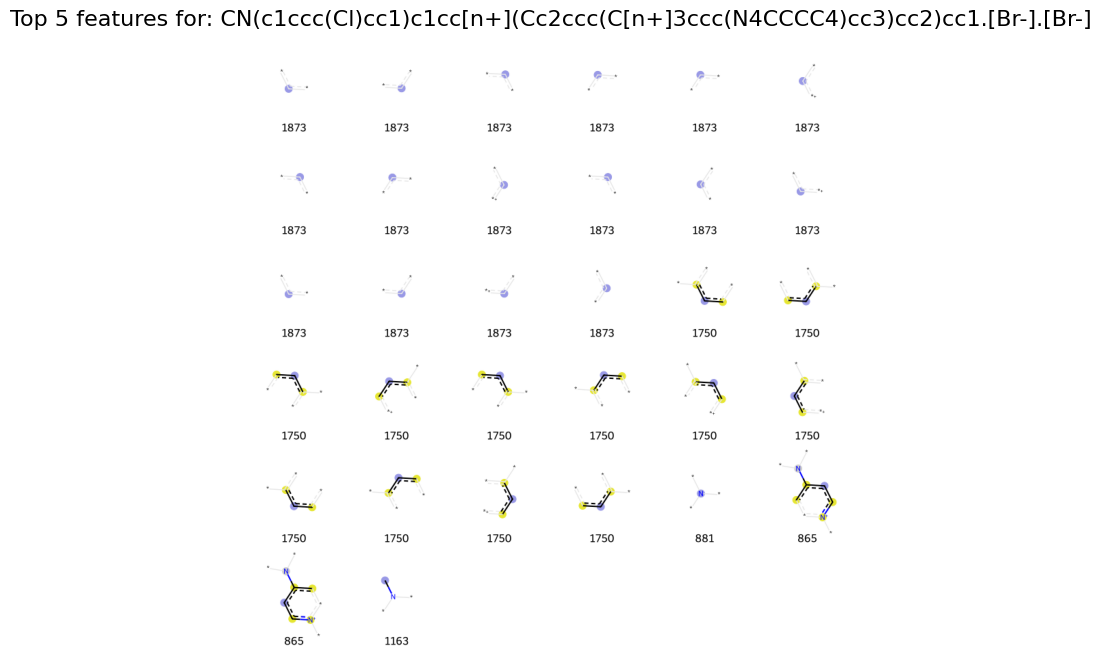 Top 5 features for: CN(c1ccc(Cl)cc1)c1cc[n+](Cc2ccc(C[n+]3ccc(N4CCCC4)cc3)cc2)cc1.[Br-].[Br-]
1873 1873 1873 1873 1873 1873
1873 1873 1873 1873 1873 1873
1873 1873 1873 1873 1750 1750
1750 1750 1750 1750 1750 1750
N
N
N⁺
1750 1750 1750 1750 881 865
N
N⁺
N
865 1163